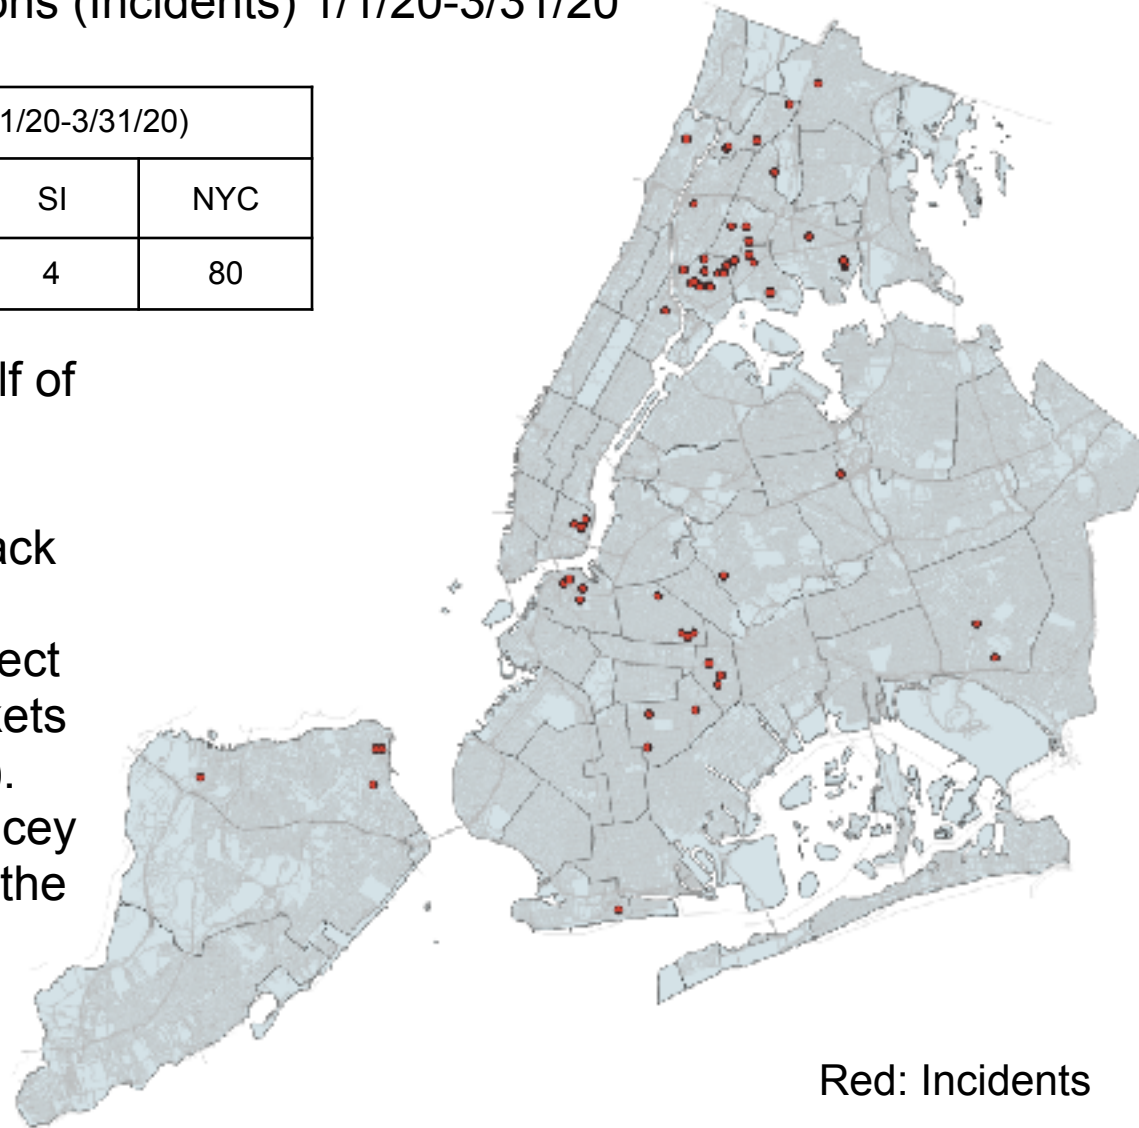 ons (Incidents) 1/1/20-3/31/20
1/20-3/31/20)
SI NYC
4 80
lf of
ack
ect
kets
).
cey
the
Red: Incidents